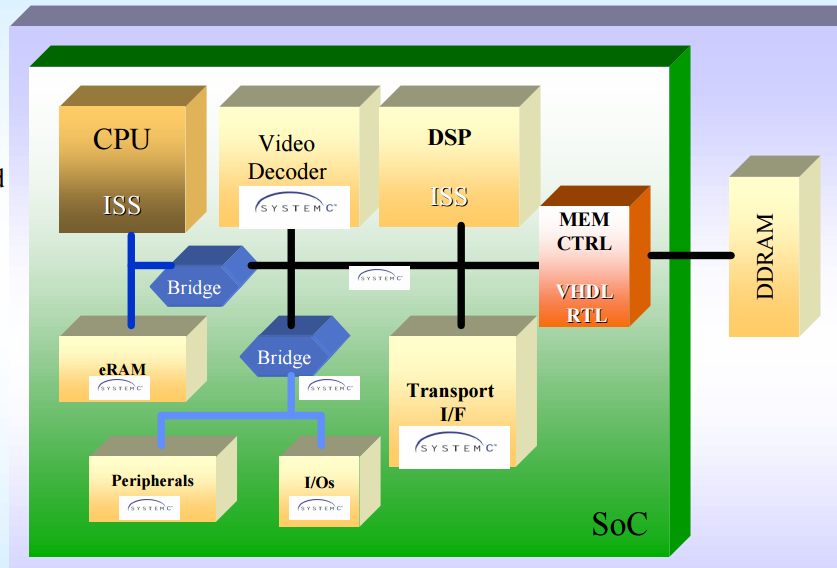 CPU
ISS
Video
Decoder
SYSTEMC
DSP
ISS
MEM
CTRL
VHDL
RTL
DDRAM
d
Bridge
SYSTEMC
eRAM
SYSTEMC
Bridge
SYSTEMC
Transport
I/F
SYSTEMC
Peripherals
SYSTEMC
I/Os
SYSTEMC
SoC